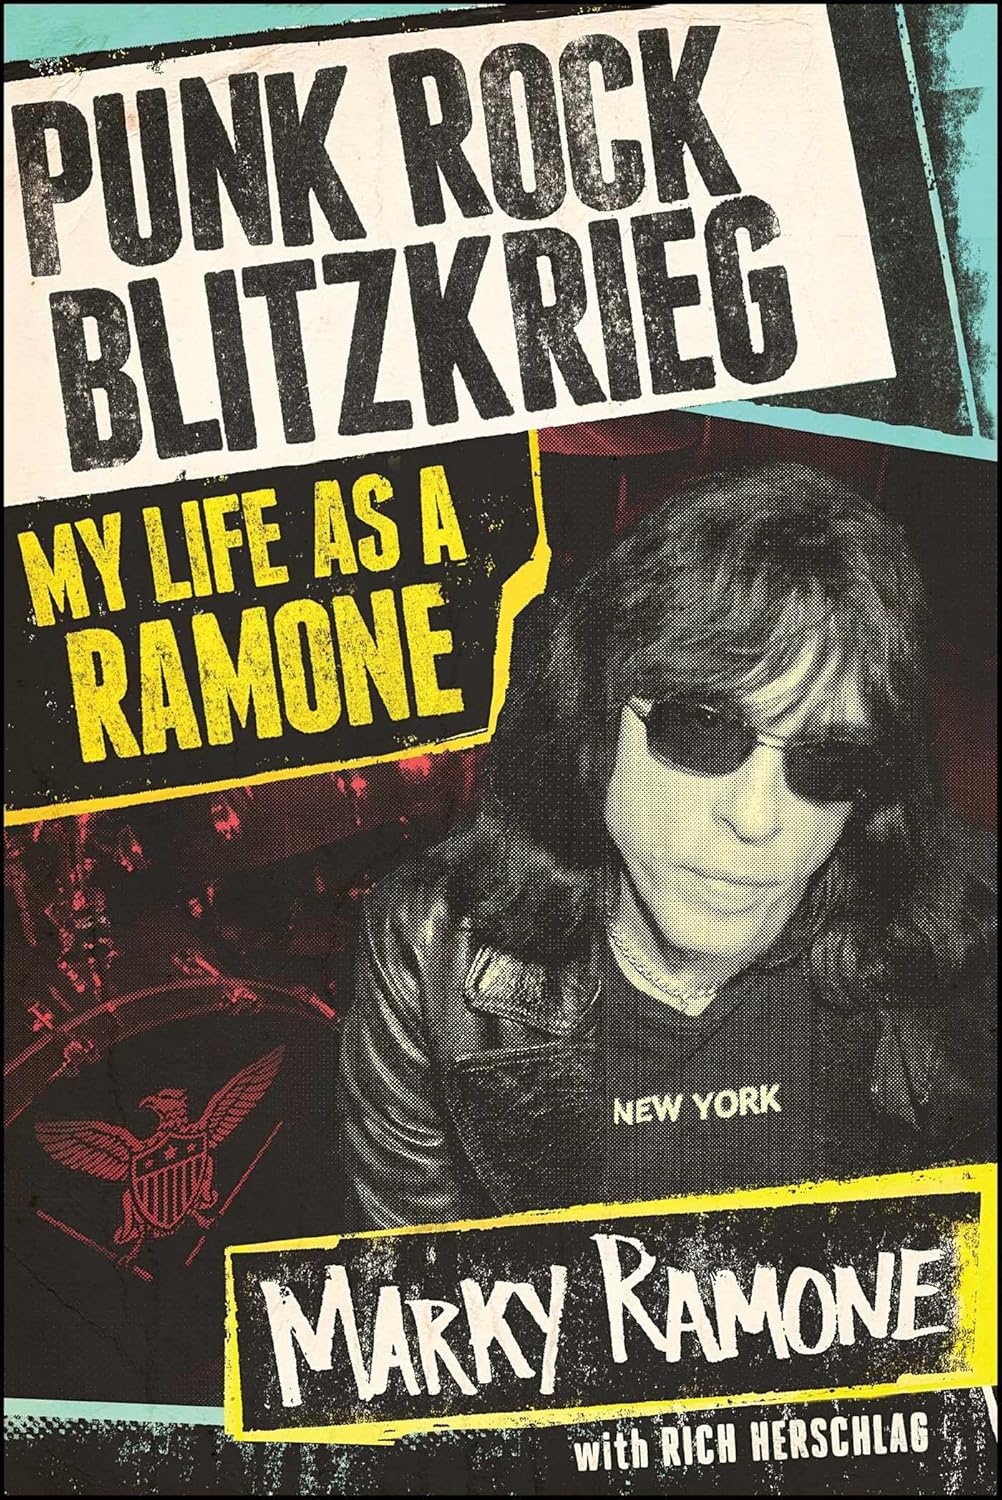 PUNK ROCK
BLITZKRIEG
MY LIFE AS A
RAMONE
NEW YORK
MARKY RAMONE
with RICH HERSCHLAG